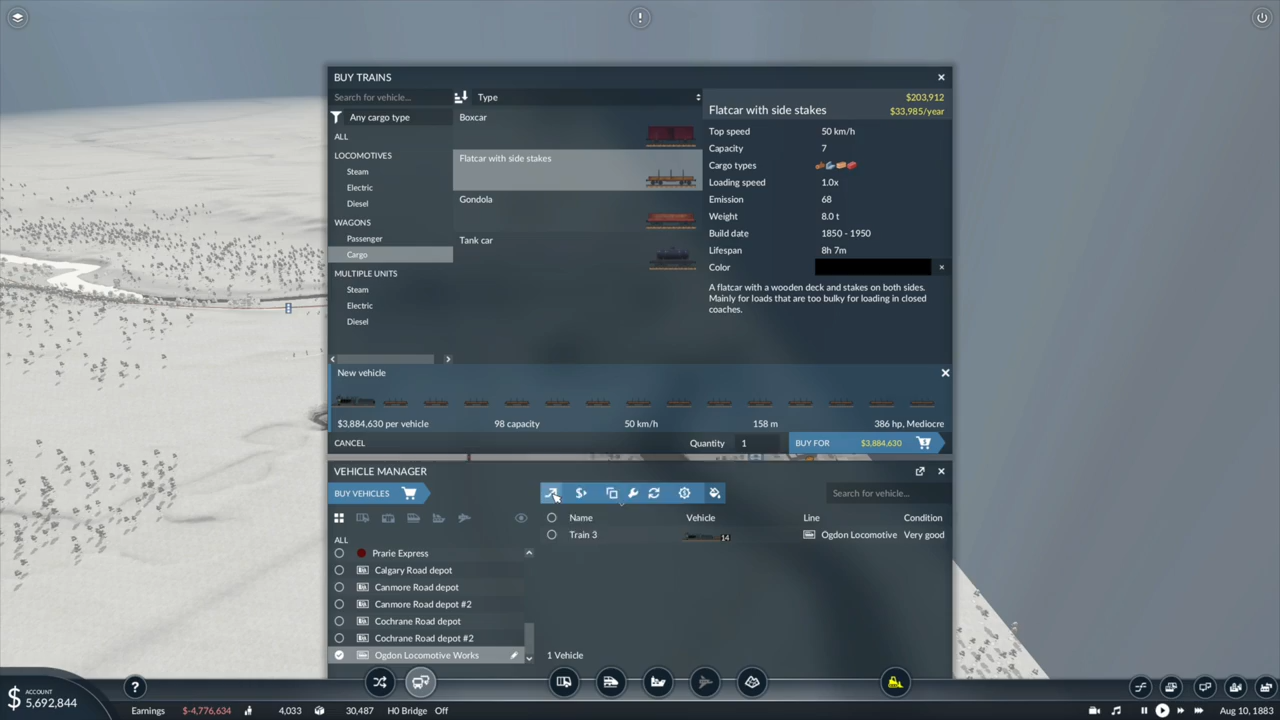 BUY TRAINS
Search for vehicle...
Type
Any cargo type
ALL
LOCOMOTIVES
Steam
Electric
Diesel
WAGONS
Passenger
Cargo
MULTIPLE UNITS
Steam
Electric
Diesel
Boxcar
Flatcar with side stakes
Gondola
Tank car
$203,912
Flatcar with side stakes
$33,985/year
Top speed 50 km/h
Capacity 7
Cargo types
Loading speed 1.0x
Emission 68
Weight 8.0 t
Build date 1850 - 1950
Lifespan 8h 7m
Color
A flatcar with a wooden deck and stakes on both sides.
Mainly for loads that are too bulky for loading in closed
coaches.
New vehicle
$3,884,630 per vehicle 98 capacity 50 km/h 158 m 386 hp, Mediocre
CANCEL Quantity 1 BUY FOR $3,884,630
VEHICLE MANAGER
BUY VEHICLES
Search for vehicle...
ALL
Prarie Express
Calgary Road depot
Canmore Road depot
Canmore Road depot #2
Cochrane Road depot
Cochrane Road depot #2
Ogdon Locomotive Works
Name Vehicle Line Condition
Train 3 14 Ogdon Locomotive Very good
1 Vehicle
$ ACCOUNT
5,692,844
?
Earnings $-4,776,634 4,033 30,487 H0 Bridge Off
Aug 10, 1883